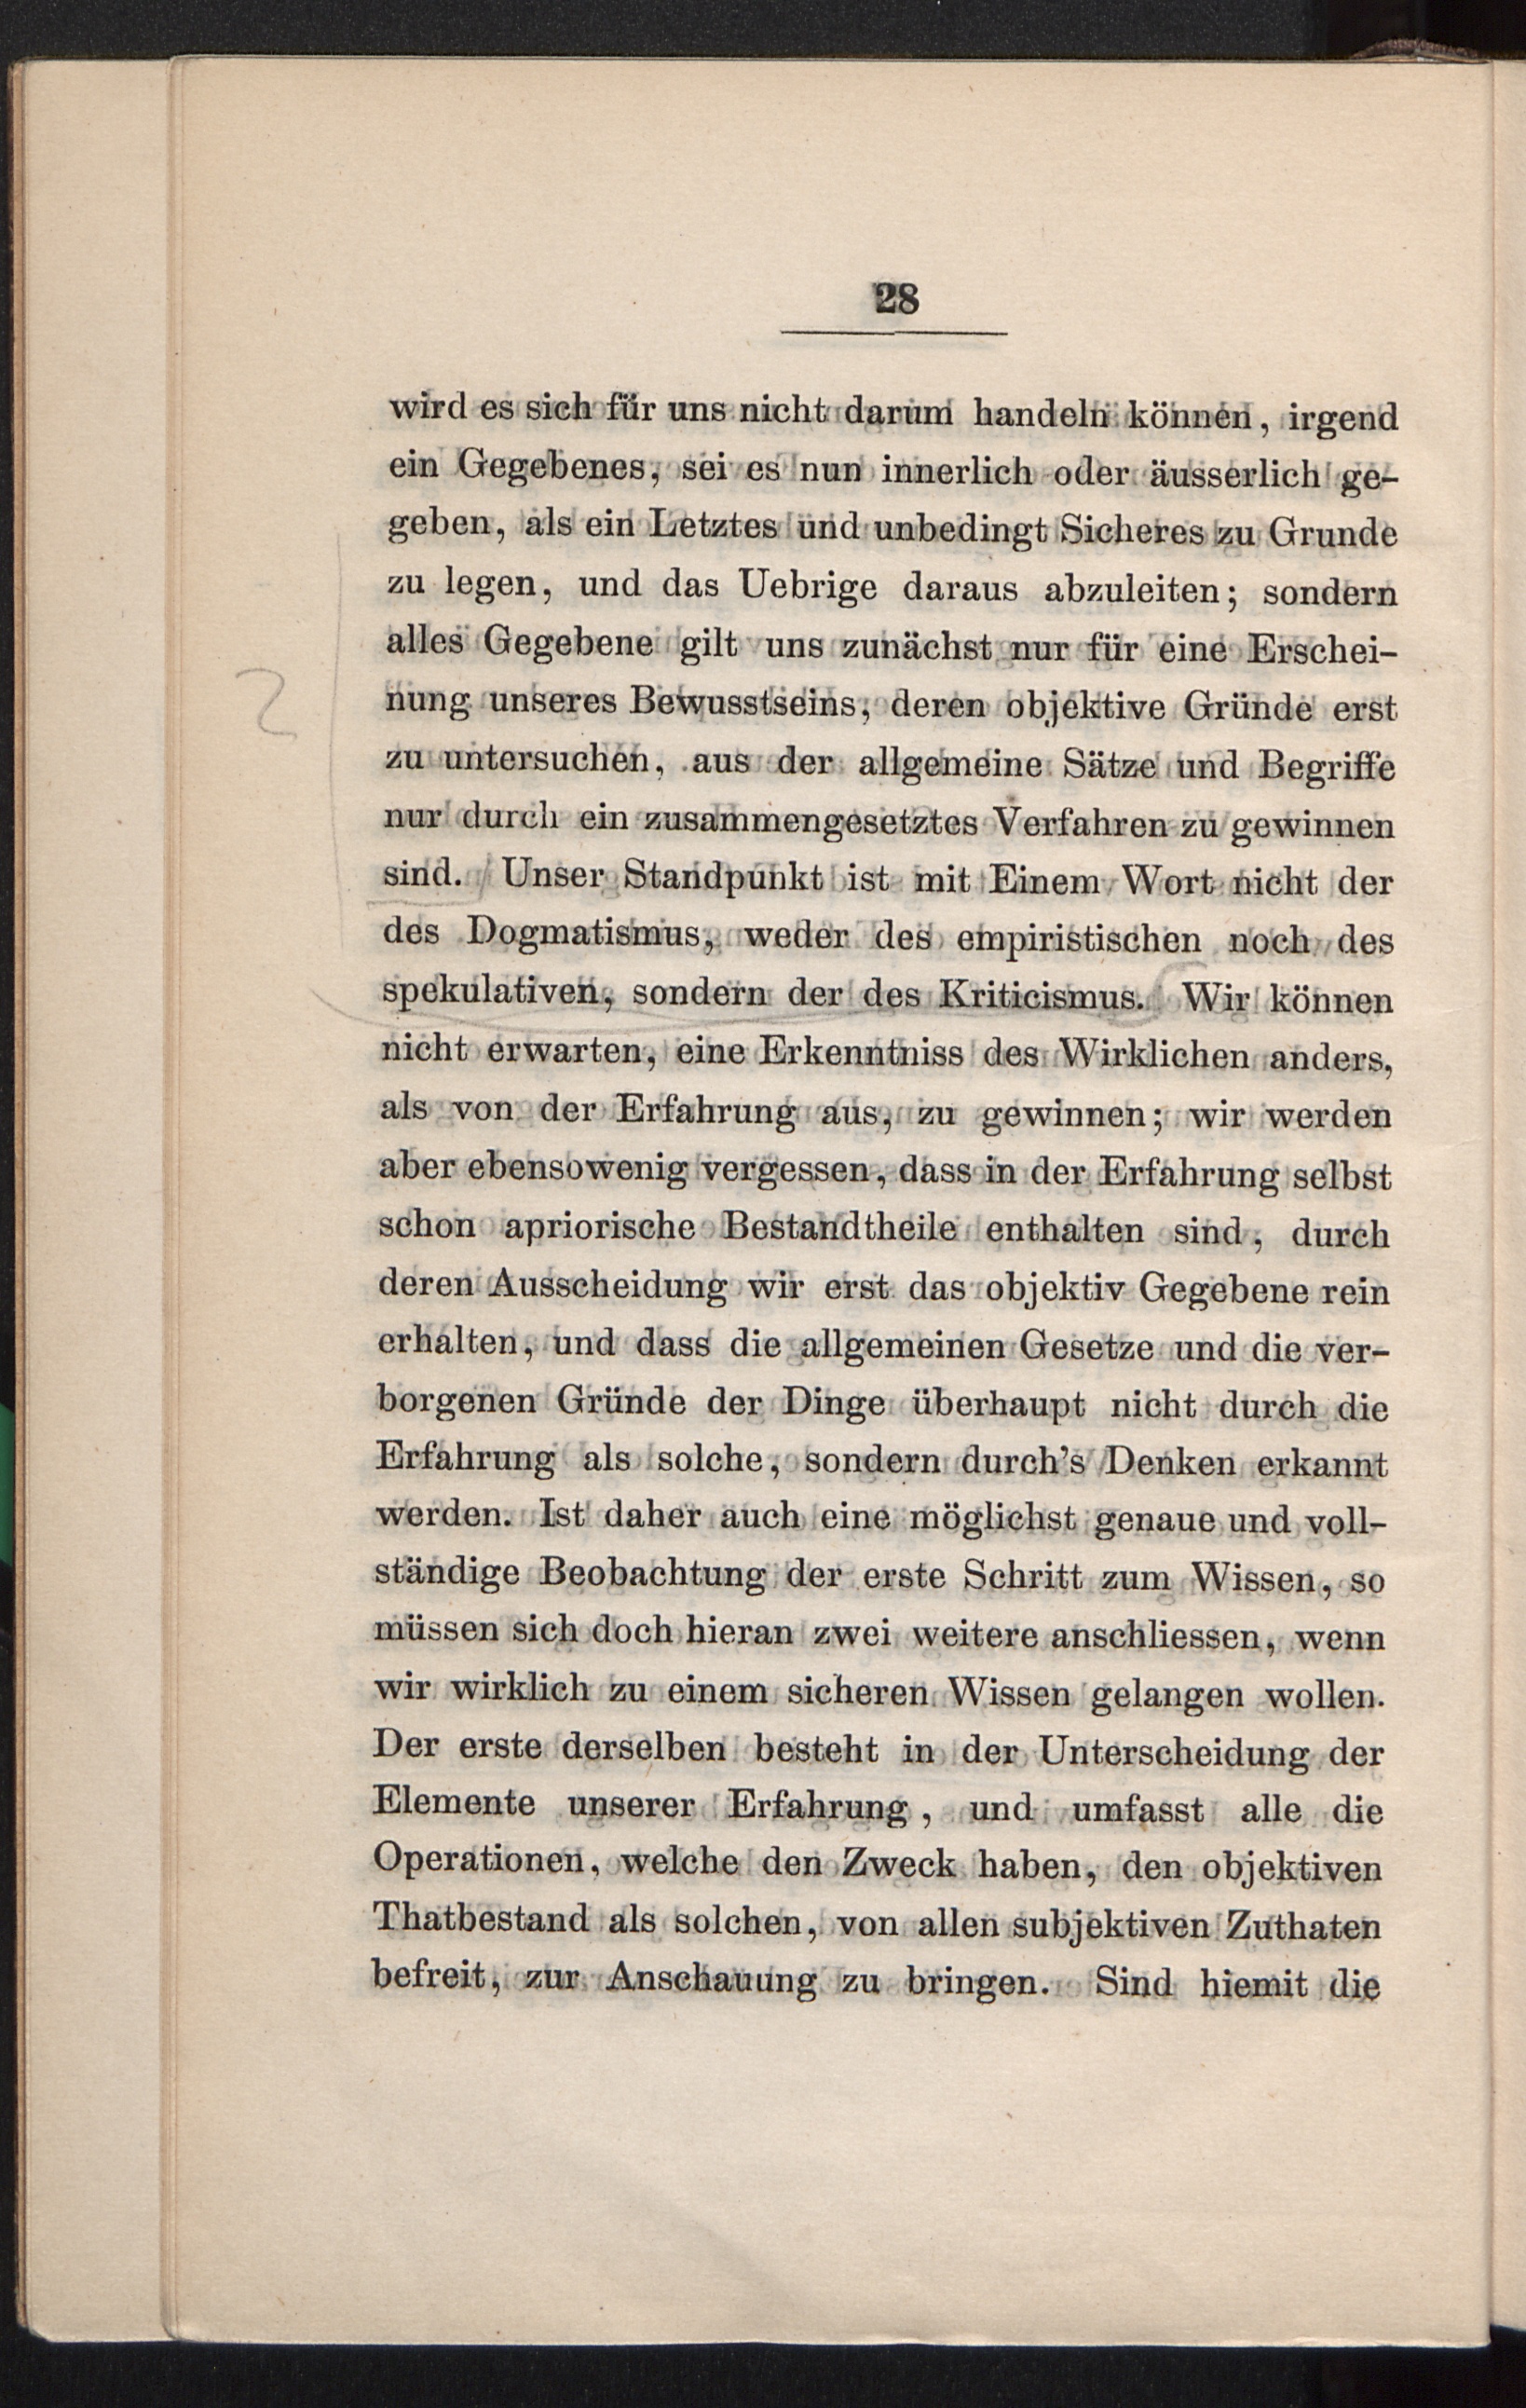 28
wird es sich für uns nicht darum handeln können, irgend
ein Gegebenes, sei es nun innerlich oder äusserlich ge-
geben, als ein Letztes und unbedingt Sicheres zu Grunde
zu legen, und das Uebrige daraus abzuleiten; sondern
alles Gegebene gilt uns zunächst nur für eine Erschei-
nung unseres Bewusstseins, deren objektive Gründe erst
zu untersuchen, aus der allgemeine Sätze und Begriffe
nur durch ein zusammengesetztes Verfahren zu gewinnen
sind. Unser Standpunkt ist mit Einem Wort nicht der
des Dogmatismus, weder des empiristischen noch des
spekulativen, sondern der des Kriticismus. Wir können
nicht erwarten, eine Erkenntniss des Wirklichen anders,
als von der Erfahrung aus, zu gewinnen; wir werden
aber ebensowenig vergessen, dass in der Erfahrung selbst
schon apriorische Bestandtheile enthalten sind, durch
deren Ausscheidung wir erst das objektiv Gegebene rein
erhalten, und dass die allgemeinen Gesetze und die ver-
borgenen Gründe der Dinge überhaupt nicht durch die
Erfahrung als solche, sondern durch's Denken erkannt
werden. Ist daher auch eine möglichst genaue und voll-
ständige Beobachtung der erste Schritt zum Wissen, so
müssen sich doch hieran zwei weitere anschliessen, wenn
wir wirklich zu einem sicheren Wissen gelangen wollen.
Der erste derselben besteht in der Unterscheidung der
Elemente unserer Erfahrung, und umfasst alle die
Operationen, welche den Zweck haben, den objektiven
Thatbestand als solchen, von allen subjektiven Zuthaten
befreit, zur Anschauung zu bringen. Sind hiemit die